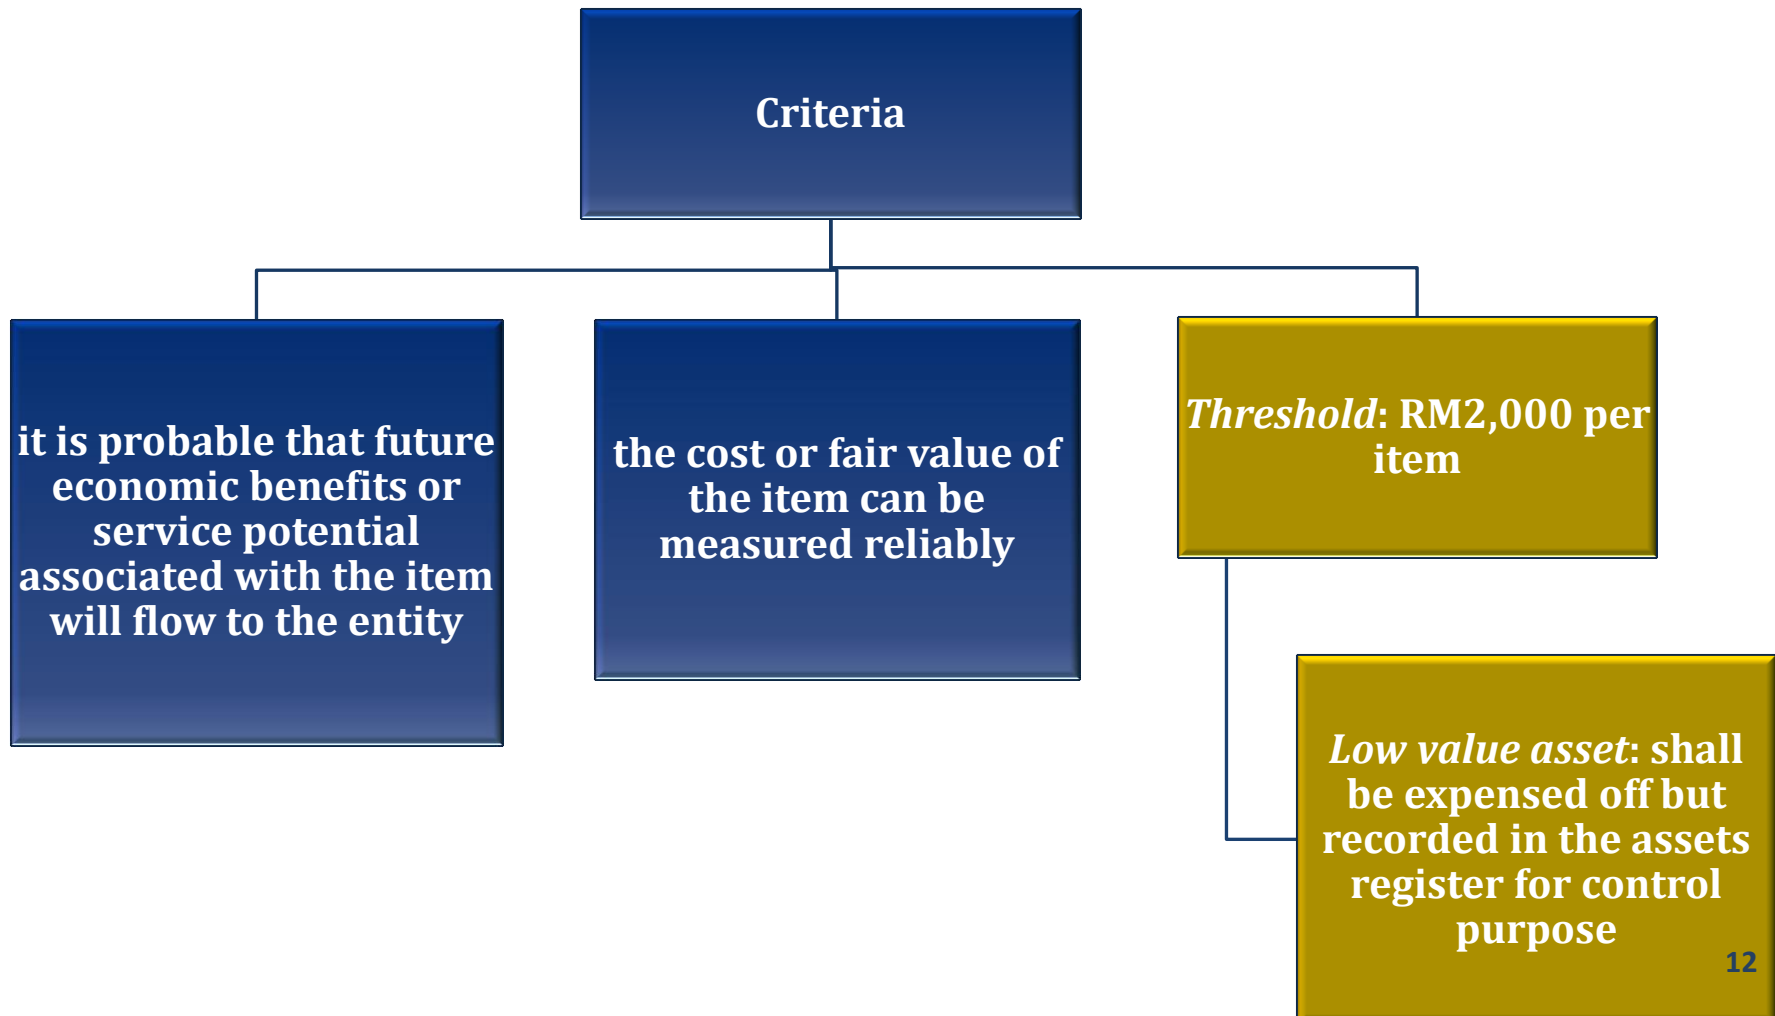 Criteria
it is probable that future
economic benefits or
service potential
associated with the item
will flow to the entity
the cost or fair value of
the item can be
measured reliably
Threshold: RM2,000 per
item
Low value asset: shall
be expensed off but
recorded in the assets
register for control
purpose
12